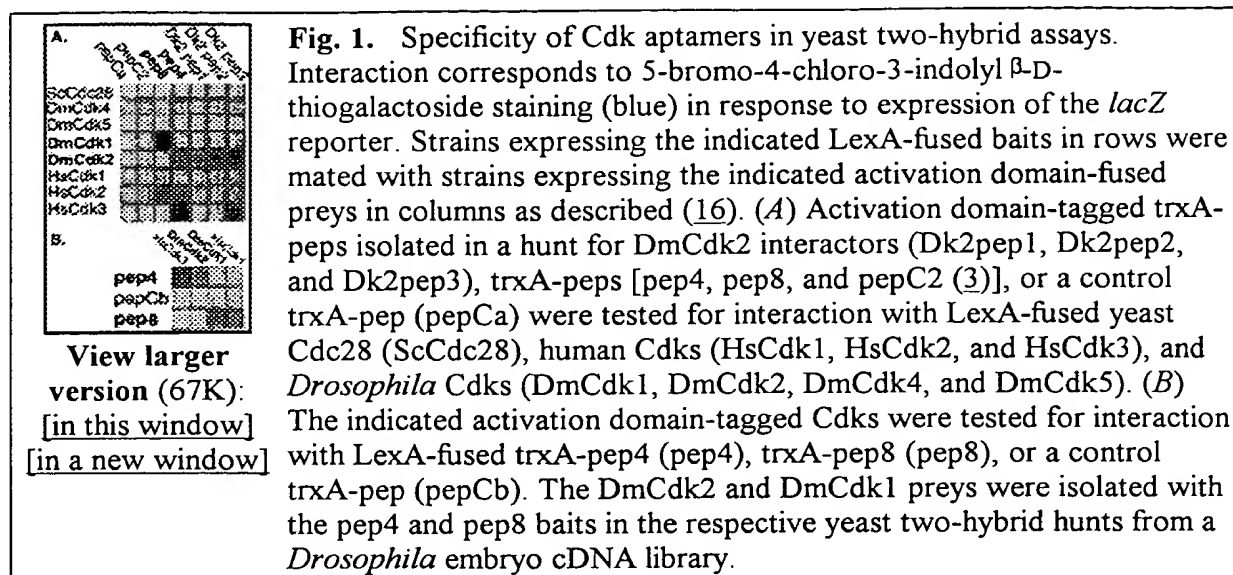 A.
pepCa
pepC2
pep8
pep4
ScCdc28
DmCdk4
DmCdk5
DmCdk1
DmCdk2
HsCdk1
HsCdk2
HsCdk3
B.
pep4
pepCb
pep8
View larger
version (67K):
[in this window]
[in a new window]
Fig. 1. Specificity of Cdk aptamers in yeast two-hybrid assays.
Interaction corresponds to 5-bromo-4-chloro-3-indolyl β-D-
thiogalactoside staining (blue) in response to expression of the lacZ
reporter. Strains expressing the indicated LexA-fused baits in rows were
mated with strains expressing the indicated activation domain-fused
preys in columns as described (16). (A) Activation domain-tagged trxA-
peps isolated in a hunt for DmCdk2 interactors (Dk2pep1, Dk2pep2,
and Dk2pep3), trxA-peps [pep4, pep8, and pepC2 (3)], or a control
trxA-pep (pepCa) were tested for interaction with LexA-fused yeast
Cdc28 (ScCdc28), human Cdks (HsCdk1, HsCdk2, and HsCdk3), and
Drosophila Cdks (DmCdk1, DmCdk2, DmCdk4, and DmCdk5). (B)
The indicated activation domain-tagged Cdks were tested for interaction
with LexA-fused trxA-pep4 (pep4), trxA-pep8 (pep8), or a control
trxA-pep (pepCb). The DmCdk2 and DmCdk1 preys were isolated with
the pep4 and pep8 baits in the respective yeast two-hybrid hunts from a
Drosophila embryo cDNA library.